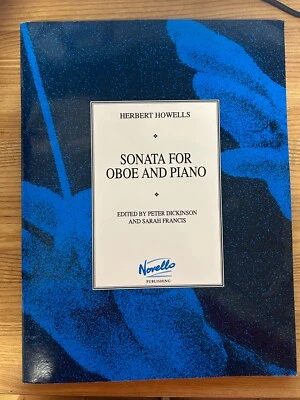 HERBERT HOWELLS
SONATA FOR
OBOE AND PIANO
EDITED BY PETER DICKINSON
AND SARAH FRANCIS
Novello
PUBLISHING